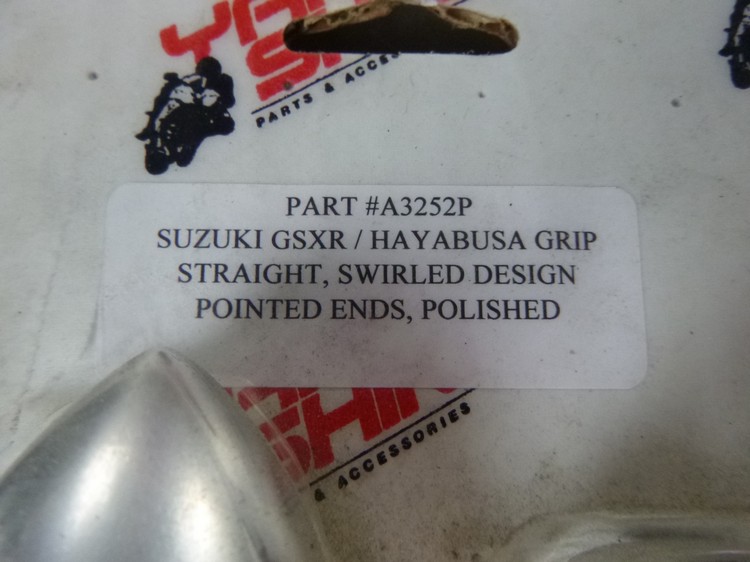 PARTS & ACCES
PART #A3252P
SUZUKI GSXR / HAYABUSA GRIP
STRAIGHT, SWIRLED DESIGN
POINTED ENDS, POLISHED
& ACCESSORIES